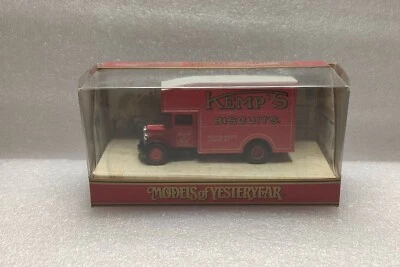 KEMP'S
BISCUITS
MODELS of YESTERYEAR